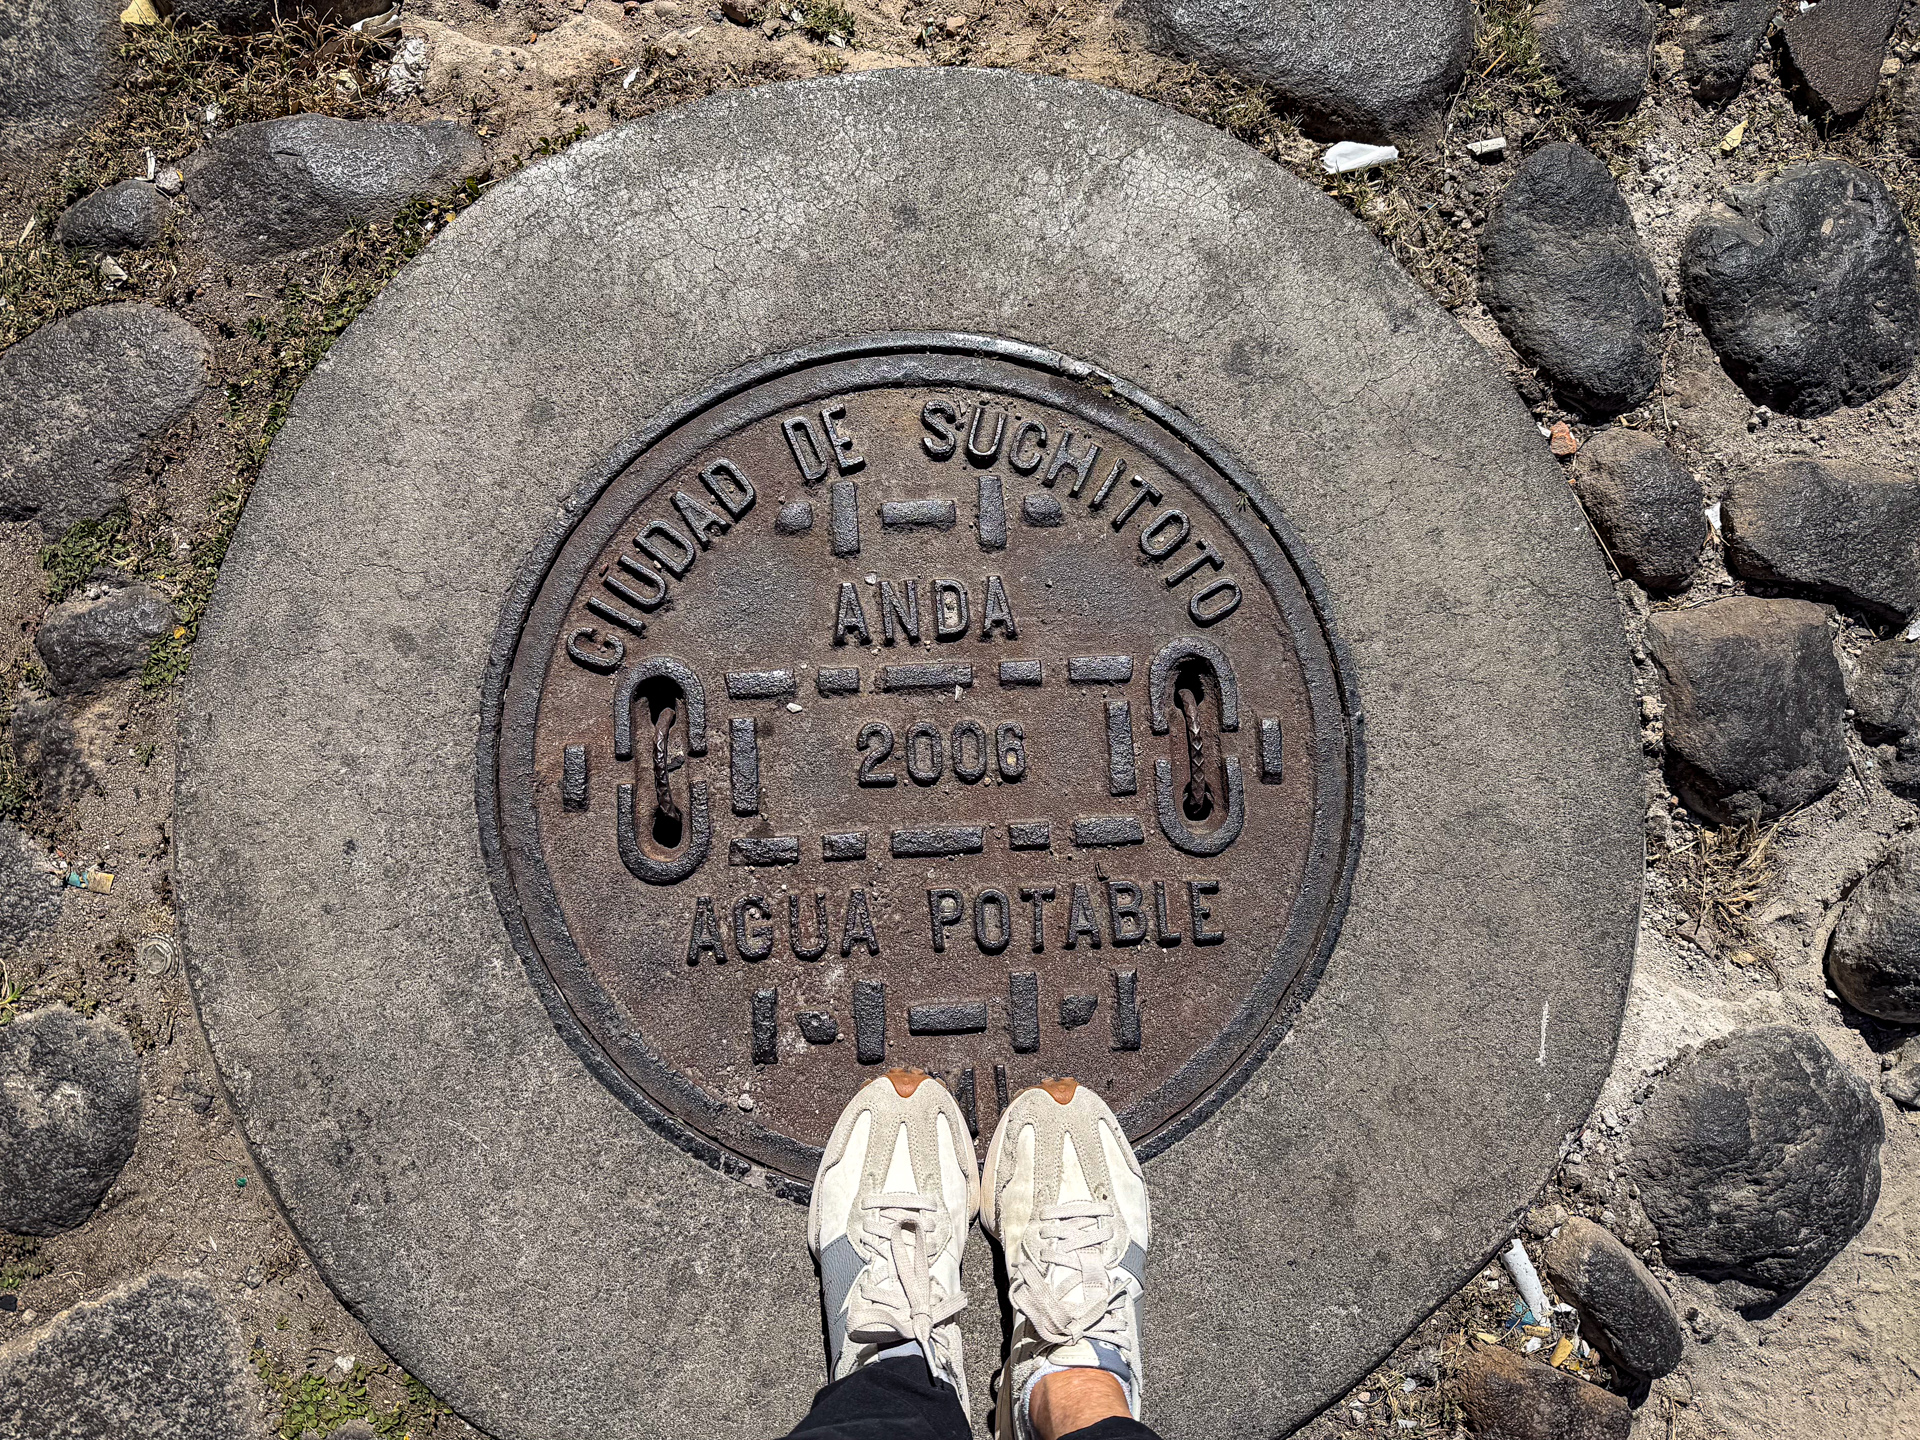 CIUDAD DE SUCHITOTO
ANDA
2006
AGUA POTABLE